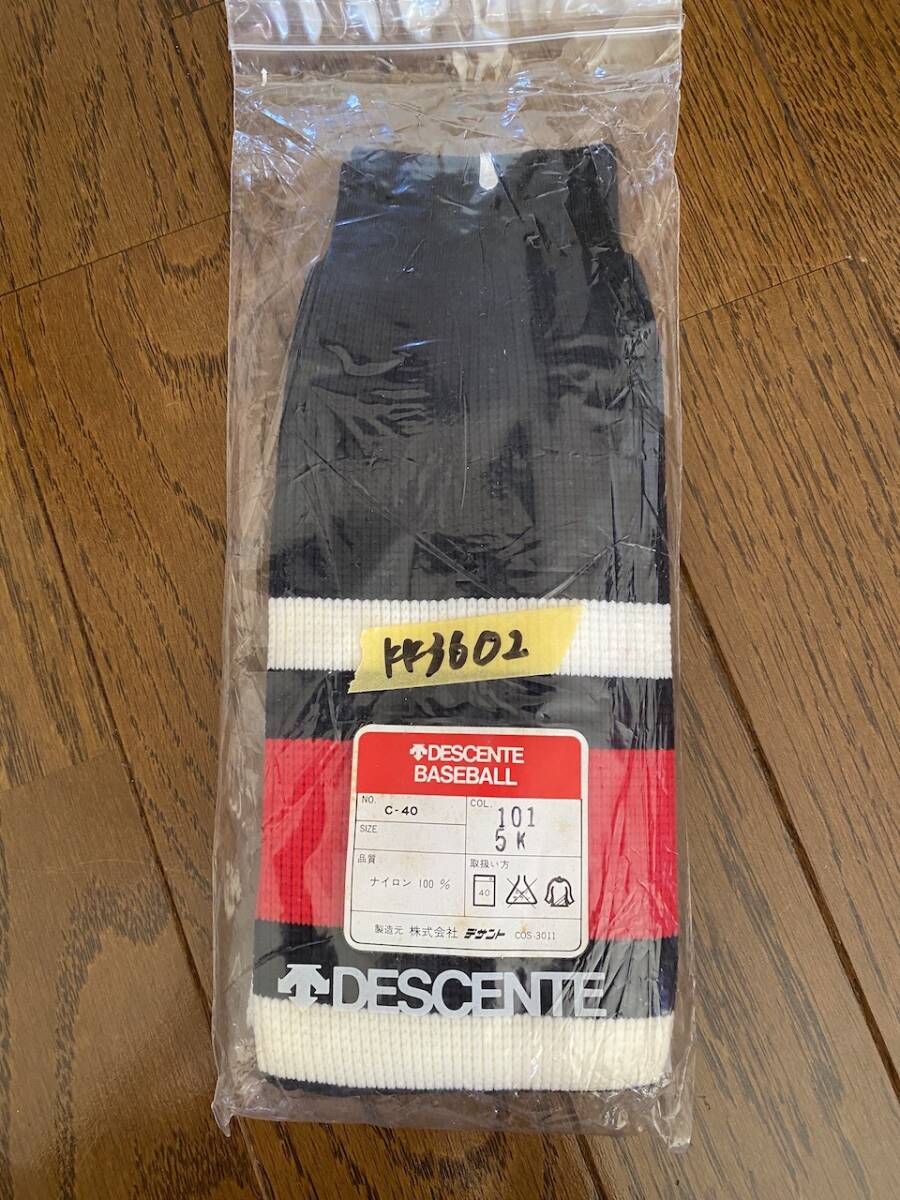 KK3602
DESCENTE
BASEBALL
NO. C-40
COL. 101
5K
SIZE
品質
ナイロン 100%
取扱い方
40
製造元 株式会社 デサント COS-3011
DESCENTE